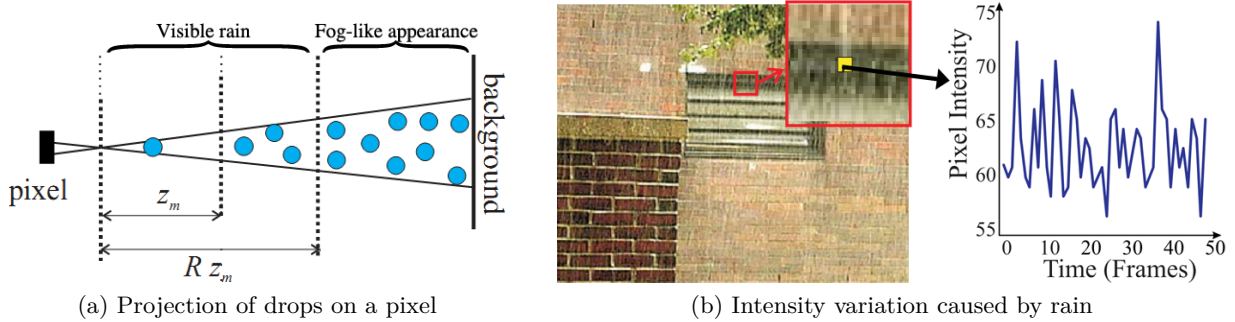 Visible rain
Fog-like appearance
pixel
background
z_m
R z_m
(a) Projection of drops on a pixel
Pixel Intensity
75
70
65
60
55
0 10 20 30 40 50
Time (Frames)
(b) Intensity variation caused by rain